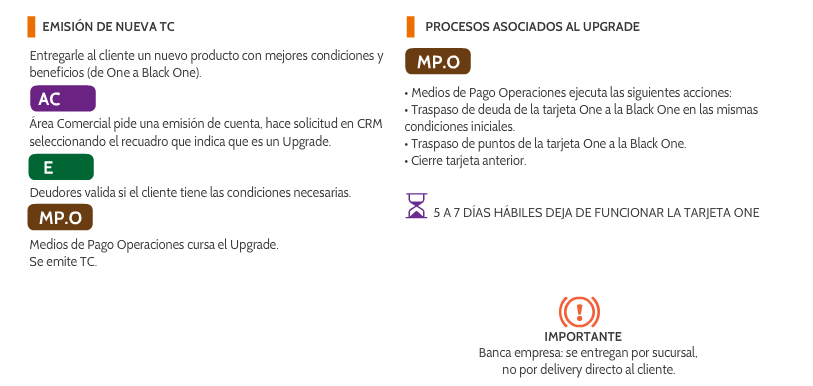 EMISIÓN DE NUEVA TC
Entregarle al cliente un nuevo producto con mejores condiciones y
beneficios (de One a Black One).
AC
Área Comercial pide una emisión de cuenta, hace solicitud en CRM
seleccionando el recuadro que indica que es un Upgrade.
E
Deudores valida si el cliente tiene las condiciones necesarias.
MP.O
Medios de Pago Operaciones cursa el Upgrade.
Se emite TC.
PROCESOS ASOCIADOS AL UPGRADE
MP.O
• Medios de Pago Operaciones ejecuta las siguientes acciones:
• Traspaso de deuda de la tarjeta One a la Black One en las mismas
condiciones iniciales.
• Traspaso de puntos de la tarjeta One a la Black One.
• Cierre tarjeta anterior.
5 A 7 DÍAS HÁBILES DEJA DE FUNCIONAR LA TARJETA ONE
IMPORTANTE
Banca empresa: se entregan por sucursal,
no por delivery directo al cliente.